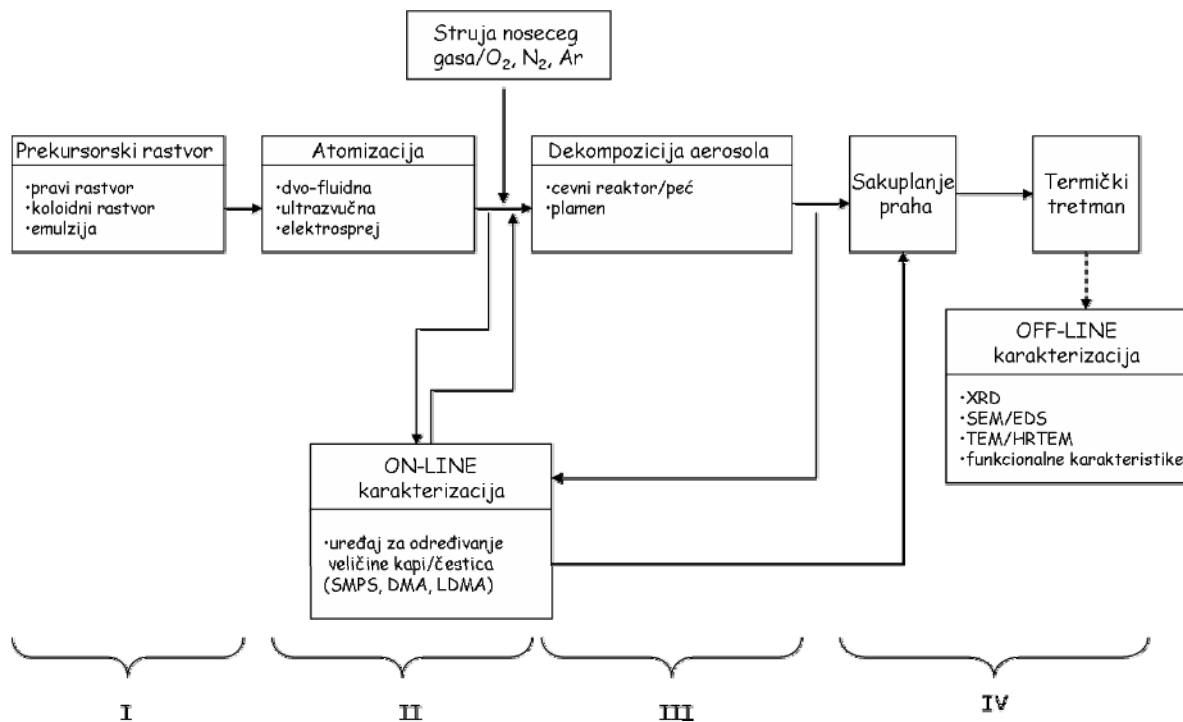 Struja noseceg
gasa/O₂, N₂, Ar
Prekursorski rastvor
•pravi rastvor
•koloidni rastvor
•emulzija
Atomizacija
•dvo-fluidna
•ultrazvučna
•elektrosprej
Dekompozicija aerosola
•cevni reaktor/peć
•plamen
Sakuplanje
praha
Termički
tretman
ON-LINE
karakterizacija
•uređaj za određivanje
veličine kapi/čestica
(SMPS, DMA, LDMA)
OFF-LINE
karakterizacija
•XRD
•SEM/EDS
•TEM/HRTEM
•funkcionalne karakteristike
I
II
III
IV